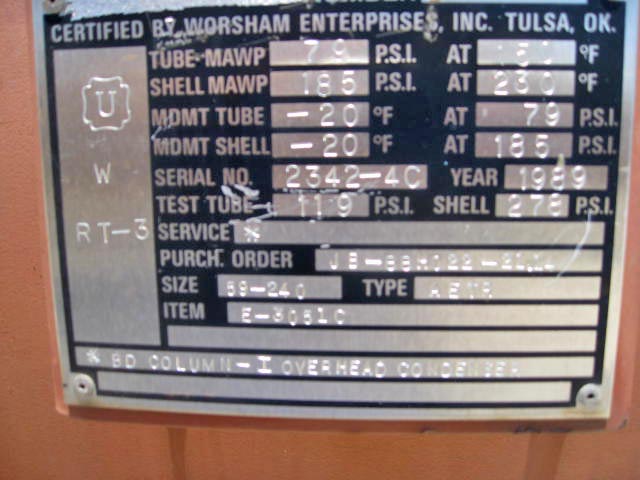 CERTIFIED BY WORSHAM ENTERPRISES, INC. TULSA, OK.
TUBE-MAWP 79 P.S.I. AT °F
U SHELL MAWP 185 P.S.I. AT 230 °F
MDMT TUBE -20 °F AT 79 P.S.I.
MDMT SHELL -20 °F AT 185 P.S.I.
W SERIAL NO. 2342-4C YEAR 1989
TEST TUBE 119 P.S.I. SHELL 278 P.S.I.
RT-3 SERVICE *
PURCH. ORDER
SIZE 59-240 TYPE
ITEM E-3051C
* BD COLUMN-I OVERHEAD CONDENSER